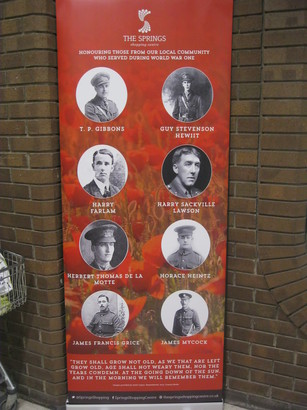 THE SPRINGS
shopping centre
HONOURING THOSE FROM OUR LOCAL COMMUNITY
WHO SERVED DURING WORLD WAR ONE
T. P. GIBBONS
GUY STEVENSON
HEWITT
HARRY
FARLAM
HARRY SACKVILLE
LAWSON
HERBERT THOMAS DE LA
MOTTE
HORACE HEINTZ
JAMES FRANCIS GRICE
JAMES MYCOCK
"THEY SHALL GROW NOT OLD, AS WE THAT ARE LEFT
GROW OLD, AGE SHALL NOT WEARY THEM, NOR THE
YEARS CONDEMN. AT THE GOING DOWN OF THE SUN,
AND IN THE MORNING WE WILL REMEMBER THEM."